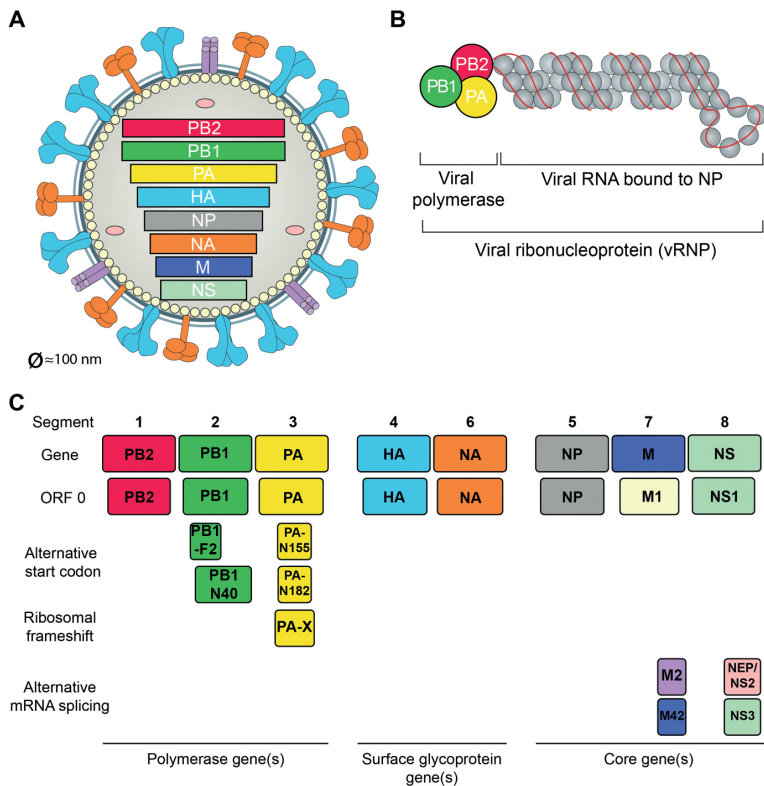 A
PB2
PB1
PA
HA
NP
NA
M
NS
Ø≈100 nm
B
PB2
PB1
PA
Viral
polymerase
Viral RNA bound to NP
Viral ribonucleoprotein (vRNP)
C
Segment 1 2 3 4 6 5 7 8
Gene PB2 PB1 PA HA NA NP M NS
ORF 0 PB2 PB1 PA HA NA NP M1 NS1
Alternative
start codon
PB1
-F2
PA-
N155
PB1
N40
PA-
N182
Ribosomal
frameshift
PA-X
Alternative
mRNA splicing
M2
NEP/
NS2
M42
NS3
Polymerase gene(s)
Surface glycoprotein
gene(s)
Core gene(s)